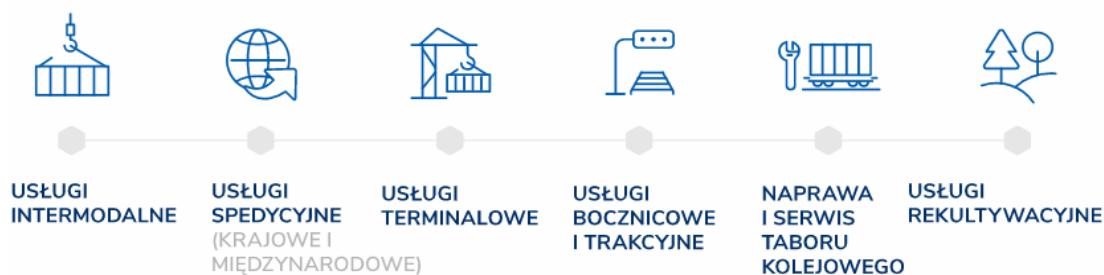 USŁUGI
INTERMODALNE
USŁUGI
SPEDYCYJNE
(KRAJOWE I
MIĘDZYNARODOWE)
USŁUGI
TERMINALOWE
USŁUGI
BOCZNICOWE
I TRAKCYJNE
NAPRAWA
I SERWIS
TABORU
KOLEJOWEGO
USŁUGI
REKULTYWACYJNE